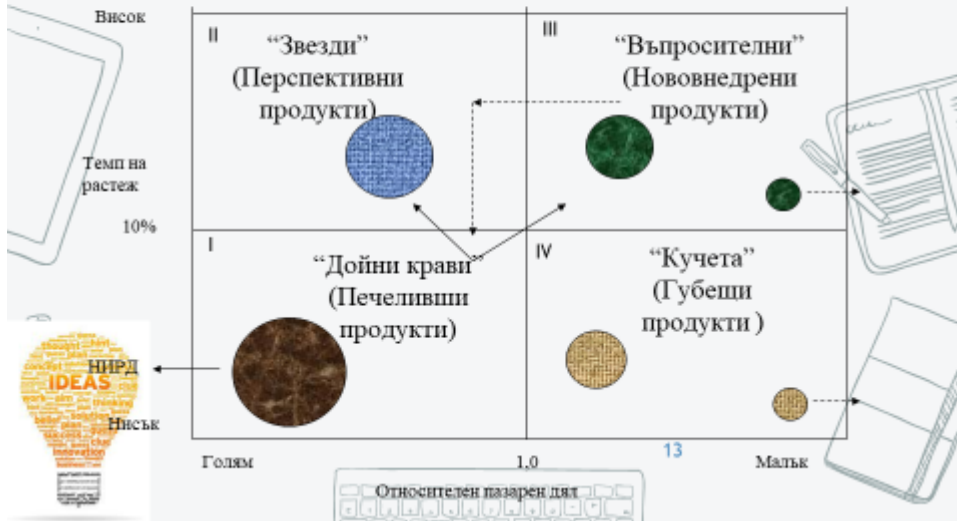 Висок
II
“Звезди”
(Перспективни
продукти)
III
“Въпросителни”
(Нововнедрени
продукти)
Темп на
растеж
10%
I
“Дойни крави”
(Печеливши
продукти)
IV
“Кучета”
(Губещи
продукти )
НИРД
IDEAS
innovation
Нисък
Голям
1,0
13
Малък
Относителен пазарен дял